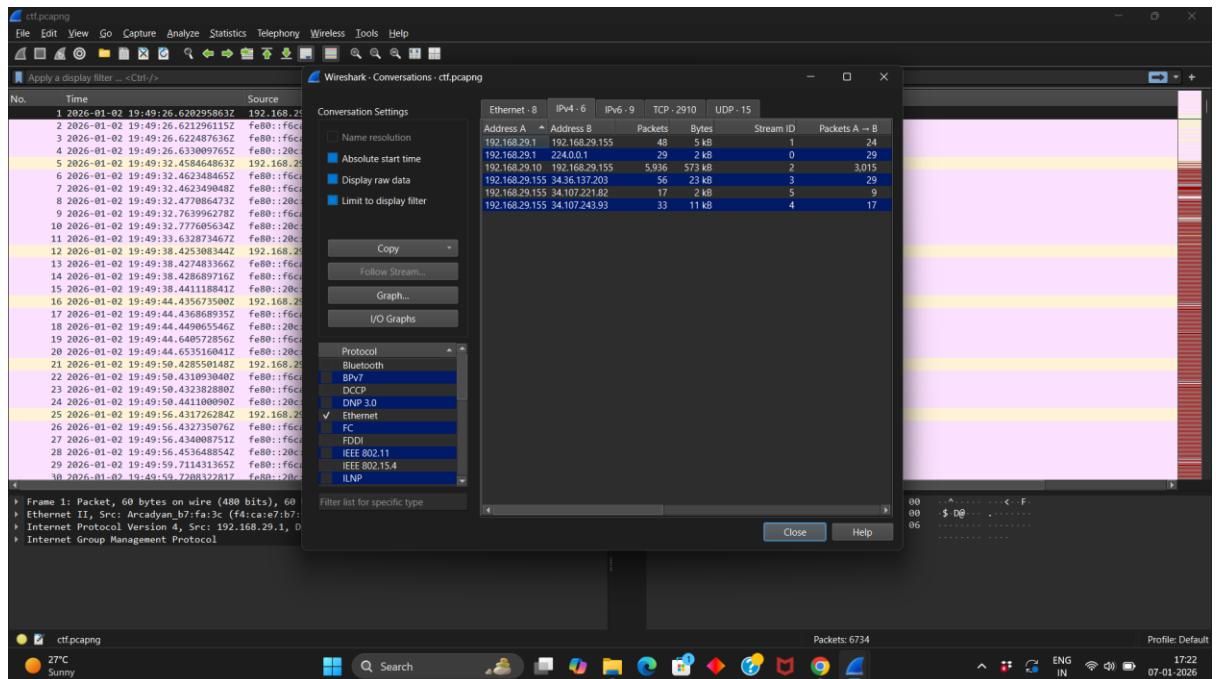 ctf.pcapng
File Edit View Go Capture Analyze Statistics Telephony Wireless Tools Help
Apply a display filter ... <Ctrl-/>
No. Time Source
1 2026-01-02 19:49:26.620295863Z 192.168.29
2 2026-01-02 19:49:26.621296115Z fe80::f6ca
3 2026-01-02 19:49:26.622487636Z fe80::f6ca
4 2026-01-02 19:49:26.633009765Z fe80::20c:
5 2026-01-02 19:49:32.458464863Z 192.168.29
6 2026-01-02 19:49:32.462348465Z fe80::f6ca
7 2026-01-02 19:49:32.462349048Z fe80::f6ca
8 2026-01-02 19:49:32.477086473Z fe80::20c:
9 2026-01-02 19:49:32.763996278Z fe80::f6ca
10 2026-01-02 19:49:32.777605634Z fe80::20c:
11 2026-01-02 19:49:33.632873467Z fe80::20c:
12 2026-01-02 19:49:38.425308344Z 192.168.29
13 2026-01-02 19:49:38.427483366Z fe80::f6ca
14 2026-01-02 19:49:38.428689716Z fe80::f6ca
15 2026-01-02 19:49:38.441118841Z fe80::20c:
16 2026-01-02 19:49:44.435673500Z 192.168.29
17 2026-01-02 19:49:44.436868935Z fe80::f6ca
18 2026-01-02 19:49:44.449065546Z fe80::20c:
19 2026-01-02 19:49:44.640572856Z fe80::f6ca
20 2026-01-02 19:49:44.653516041Z fe80::20c:
21 2026-01-02 19:49:50.428550148Z 192.168.29
22 2026-01-02 19:49:50.431093040Z fe80::f6ca
23 2026-01-02 19:49:50.432382880Z fe80::f6ca
24 2026-01-02 19:49:50.441100090Z fe80::20c:
25 2026-01-02 19:49:56.431726284Z 192.168.29
26 2026-01-02 19:49:56.432735076Z fe80::f6ca
27 2026-01-02 19:49:56.434008751Z fe80::f6ca
28 2026-01-02 19:49:56.453648854Z fe80::20c:
29 2026-01-02 19:49:59.711431365Z fe80::f6ca
30 2026-01-02 19:49:59.720832281Z fe80::20c:
Wireshark · Conversations · ctf.pcapng
Conversation Settings
Name resolution
Absolute start time
Display raw data
Limit to display filter
Copy
Follow Stream...
Graph...
I/O Graphs
Protocol
Bluetooth
BPv7
DCCP
DNP 3.0
Ethernet
FC
FDDI
IEEE 802.11
IEEE 802.15.4
ILNP
Filter list for specific type
Ethernet · 8 IPv4 · 6 IPv6 · 9 TCP · 2910 UDP · 15
Address A Address B Packets Bytes Stream ID Packets A → B
192.168.29.1 192.168.29.155 48 5 kB 1 24
192.168.29.1 224.0.0.1 29 2 kB 0 29
192.168.29.10 192.168.29.155 5,936 573 kB 2 3,015
192.168.29.155 34.36.137.203 56 23 kB 3 29
192.168.29.155 34.107.221.82 17 2 kB 5 9
192.168.29.155 34.107.243.93 33 11 kB 4 17
Close Help
Frame 1: Packet, 60 bytes on wire (480 bits), 60
Ethernet II, Src: Arcadyan_b7:fa:3c (f4:ca:e7:b7:
Internet Protocol Version 4, Src: 192.168.29.1, D
Internet Group Management Protocol
00
00
06
ctf.pcapng Packets: 6734 Profile: Default
27°C
Sunny
Search
ENG
IN
17:22
07-01-2026